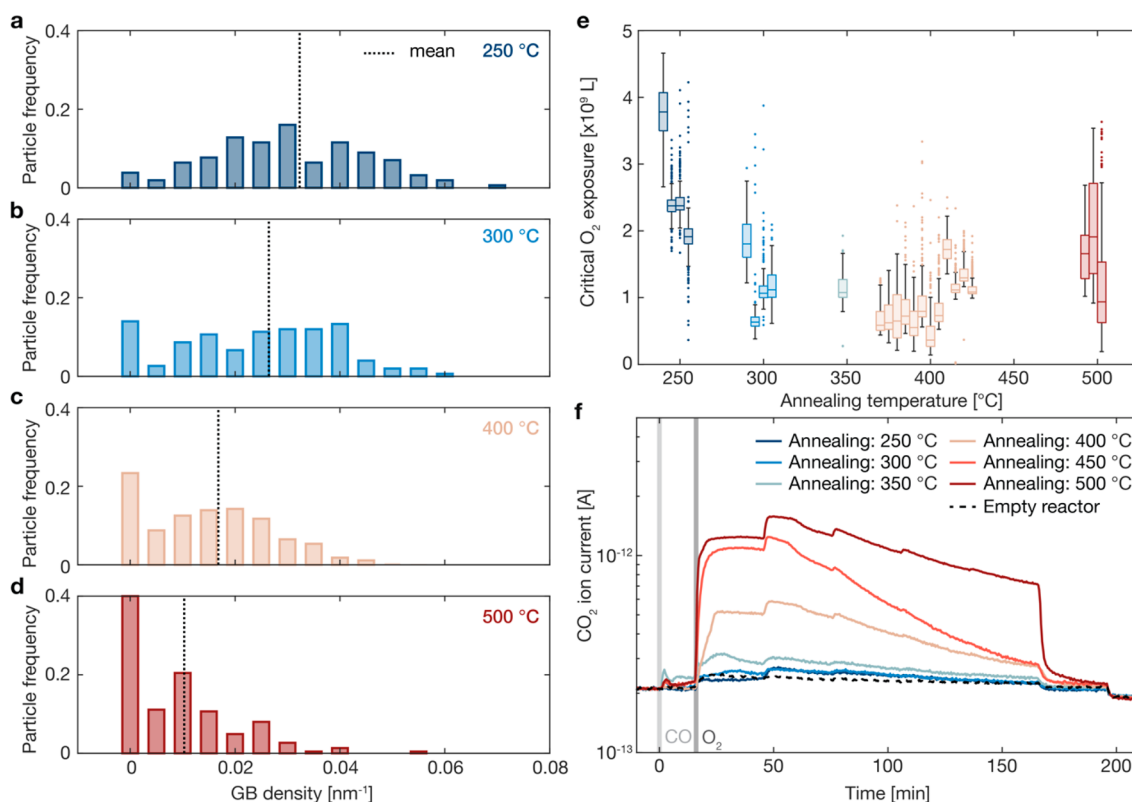 a
0.4
0.2
0
Particle frequency
mean
250 °C
b
0.4
0.2
0
Particle frequency
300 °C
c
0.4
0.2
0
Particle frequency
400 °C
d
0.4
0.2
0
Particle frequency
500 °C
0 0.02 0.04 0.06 0.08
GB density [nm⁻¹]
e
5
4
3
2
1
0
Critical O₂ exposure [x10⁹ L]
250 300 350 400 450 500
Annealing temperature [°C]
f
Annealing: 250 °C Annealing: 400 °C
Annealing: 300 °C Annealing: 450 °C
Annealing: 350 °C Annealing: 500 °C
Empty reactor
10⁻¹²
10⁻¹³
CO₂ ion current [A]
CO O₂
0 50 100 150 200
Time [min]